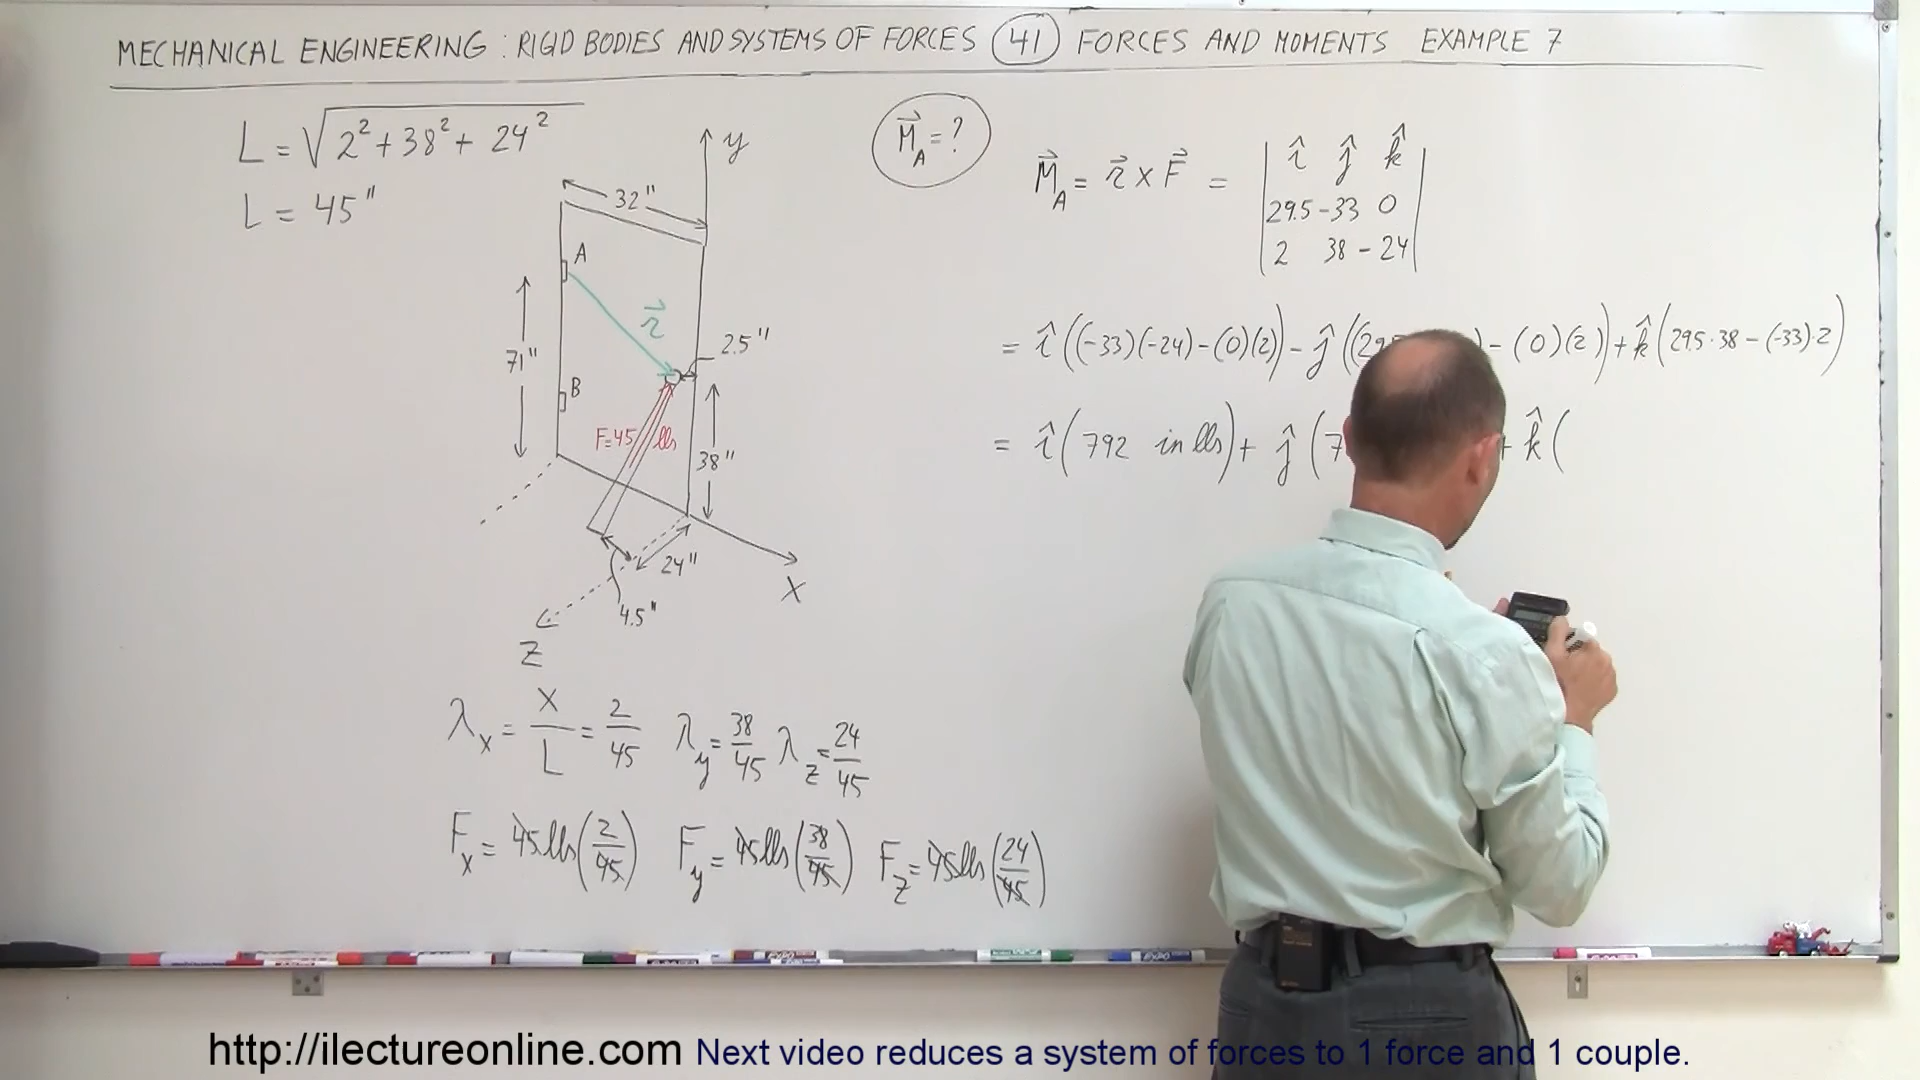 MECHANICAL ENGINEERING : RIGID BODIES AND SYSTEMS OF FORCES 41 FORCES AND MOMENTS EXAMPLE 7
L = √(2² + 38² + 24²)
L = 45"
y
32"
A
r⃗
71"
2.5"
B
F=45 lbs
38"
24"
4.5"
X
Z
λx = X/L = 2/45 λy = 38/45 λz = 24/45
Fx = 45 lbs (2/45) Fy = 45 lbs (38/45) Fz = 45 lbs (24/45)
M⃗A = ?
M⃗A = r⃗ × F⃗ =
î ĵ k̂
29.5 -33 0
2 38 -24
= î((-33)(-24) - (0)(2)) - ĵ((29 ) - (0)(2)) + k̂(29.5·38 - (-33)·2)
= î(792 in lbs) + ĵ(7 + k̂(
http://ilectureonline.com Next video reduces a system of forces to 1 force and 1 couple.